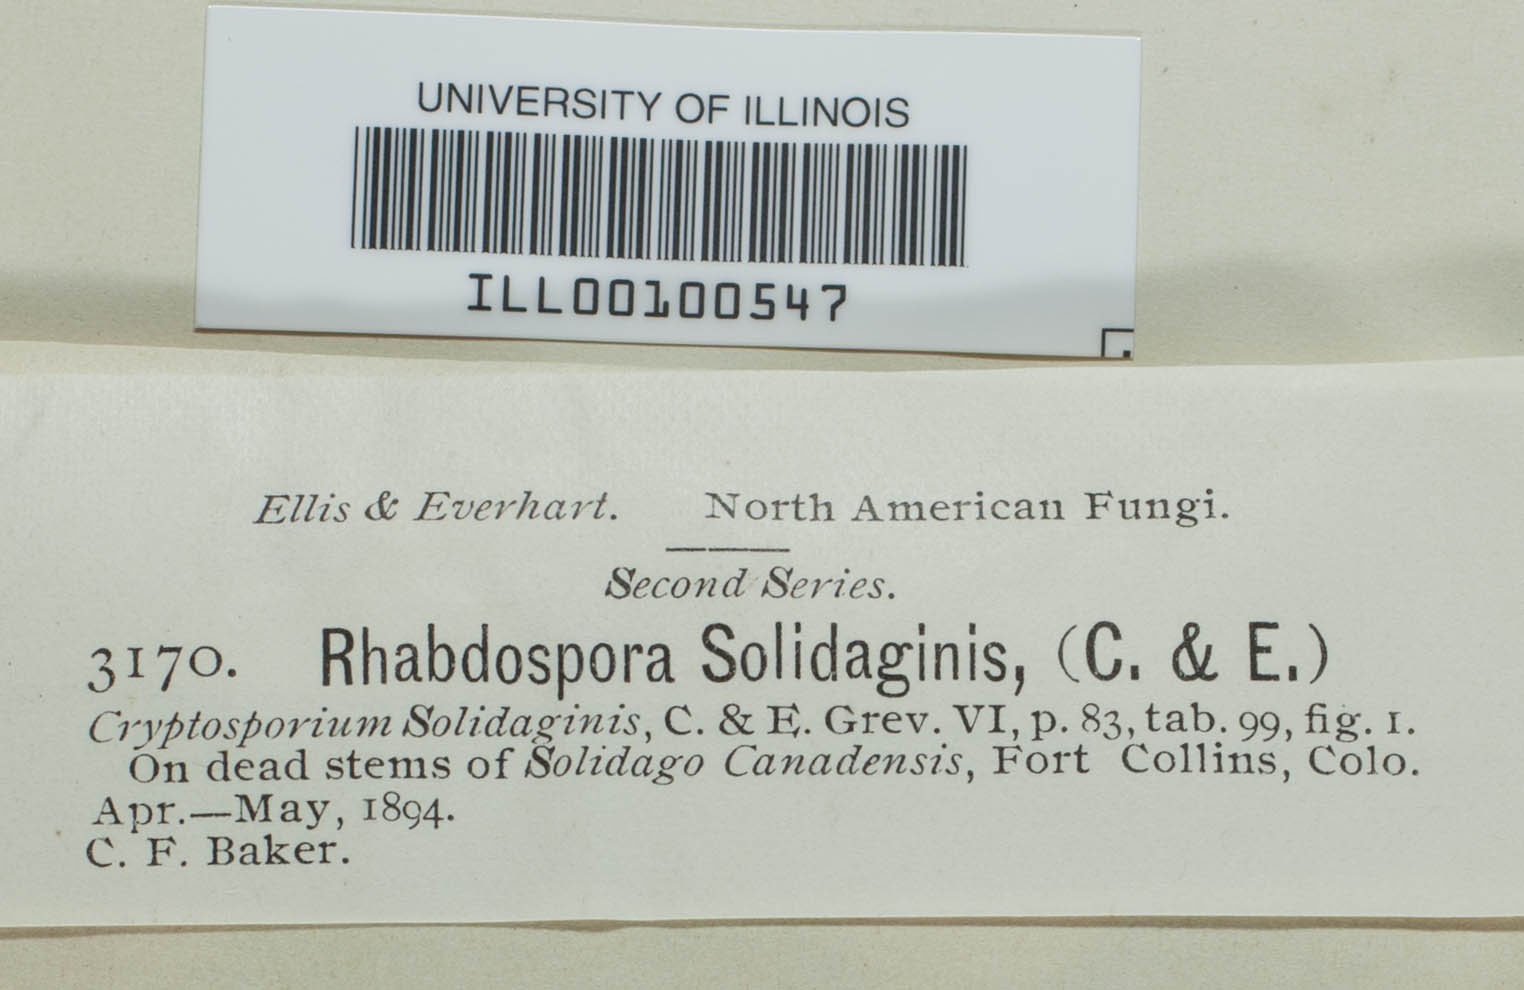 UNIVERSITY OF ILLINOIS
ILL00100547
Ellis & Everhart. North American Fungi.
Second Series.
3170. Rhabdospora Solidaginis, (C. & E.)
Cryptosporium Solidaginis, C. & E. Grev. VI, p. 83, tab. 99, fig. 1.
On dead stems of Solidago Canadensis, Fort Collins, Colo.
Apr.—May, 1894.
C. F. Baker.